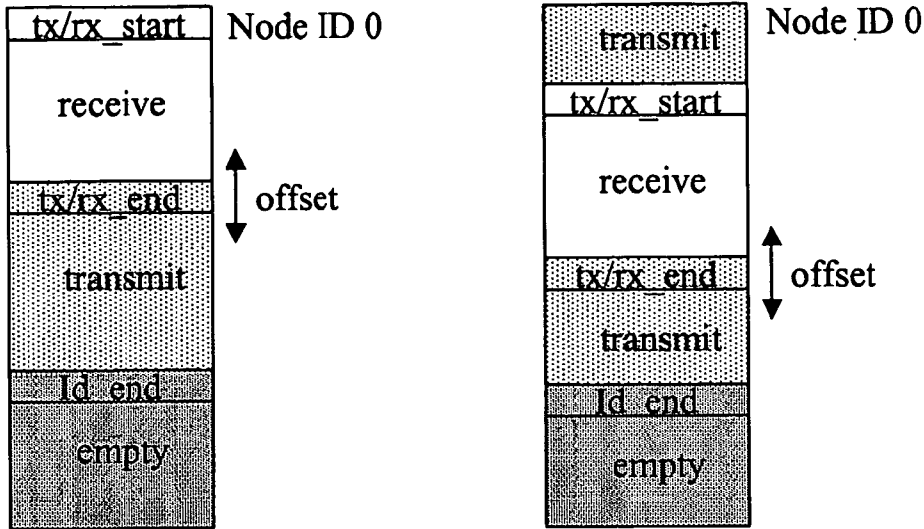 tx/rx_start
Node ID 0
receive
tx/rx_end
offset
transmit
Id_end
empty
transmit
Node ID 0
tx/rx_start
receive
tx/rx_end
offset
transmit
Id_end
empty